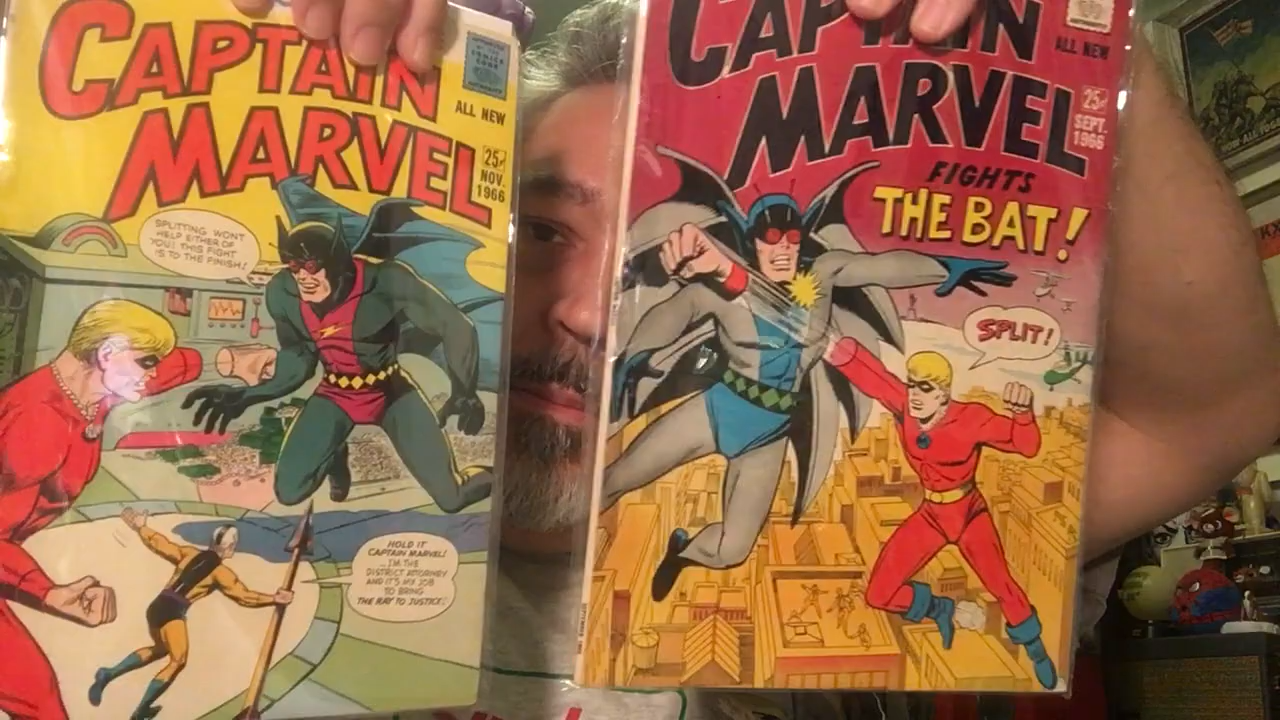 CAPTAIN
MARVEL
ALL NEW
25¢
NOV.
1966
SPLITTING WONT
HELP EITHER OF
YOU! THIS FIGHT
IS TO THE FINISH!
HOLD IT
CAPTAIN MARVEL!
...I'M THE
DISTRICT ATTORNEY
AND IT'S MY JOB
TO BRING
THE RAY TO JUSTICE!
CAPTAIN
MARVEL
ALL NEW
25¢
SEPT.
1966
FIGHTS
THE BAT!
SPLIT!